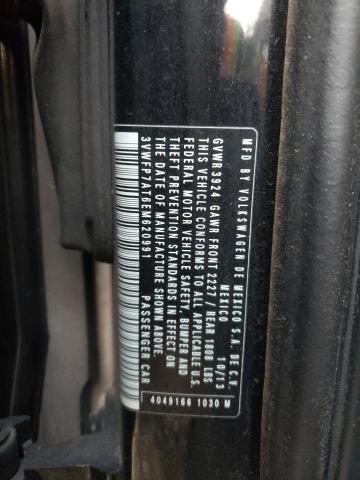 MFD. BY VOLKSWAGEN DE MEXICO S.A. DE C.V.
MEXICO 10/13
GVWR 3924 GAWR FRONT 2227 / REAR 1808 LBS
THIS VEHICLE CONFORMS TO ALL APPLICABLE U.S.
FEDERAL MOTOR VEHICLE SAFETY, BUMPER AND
THEFT PREVENTION STANDARDS IN EFFECT ON
THE DATE OF MANUFACTURE SHOWN ABOVE.
3VWFP7AT6EM620991 PASSENGER CAR
4049166 1030 M